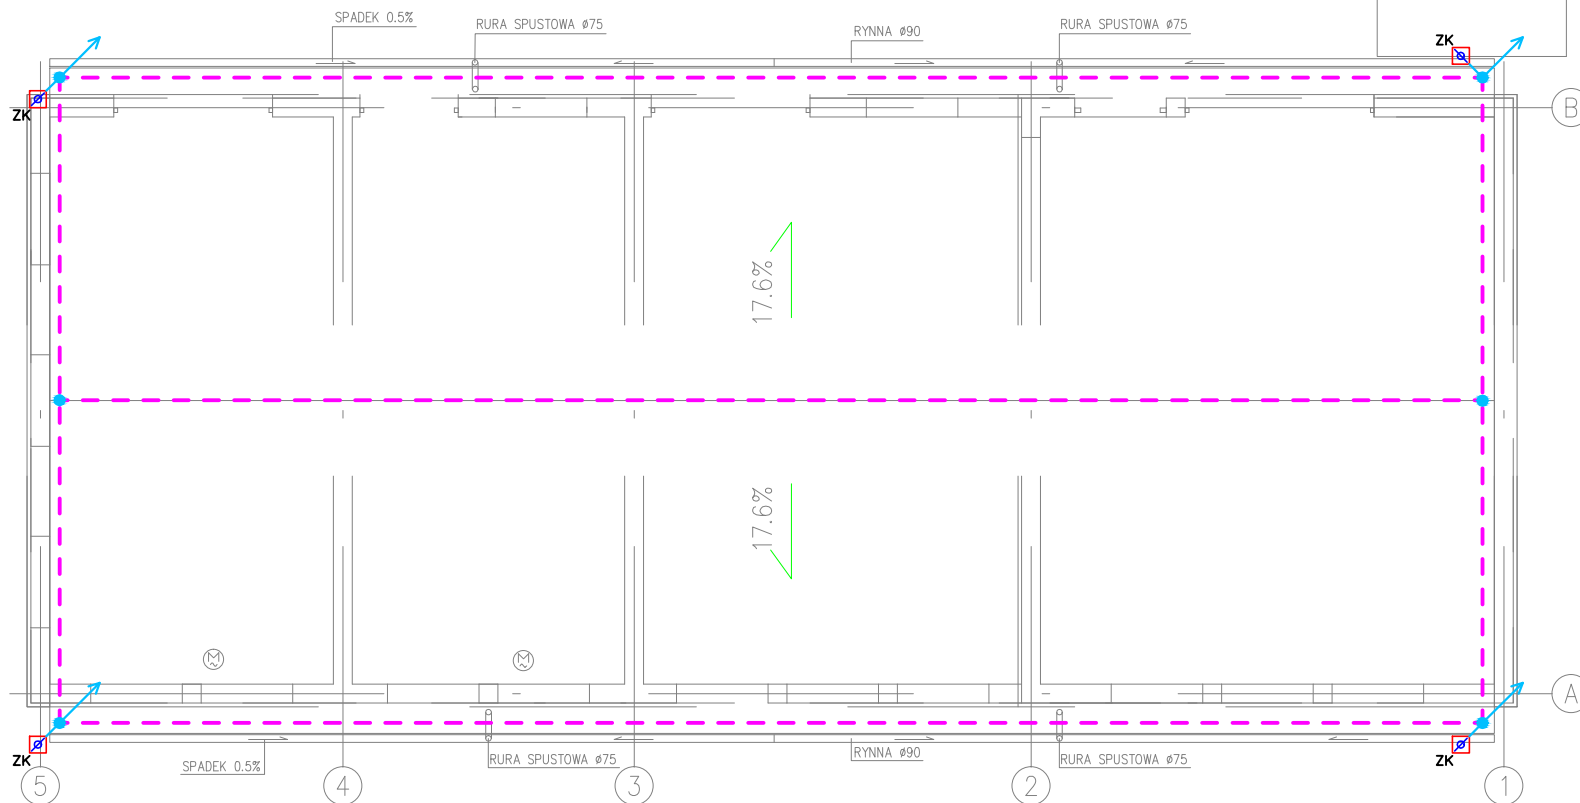 SPADEK 0.5%
RURA SPUSTOWA ø75
RYNNA ø90
RURA SPUSTOWA ø75
ZK
ZK
B
17.6%
17.6%
M
~
M
~
A
ZK
SPADEK 0.5%
RURA SPUSTOWA ø75
RYNNA ø90
RURA SPUSTOWA ø75
ZK
5
4
3
2
1